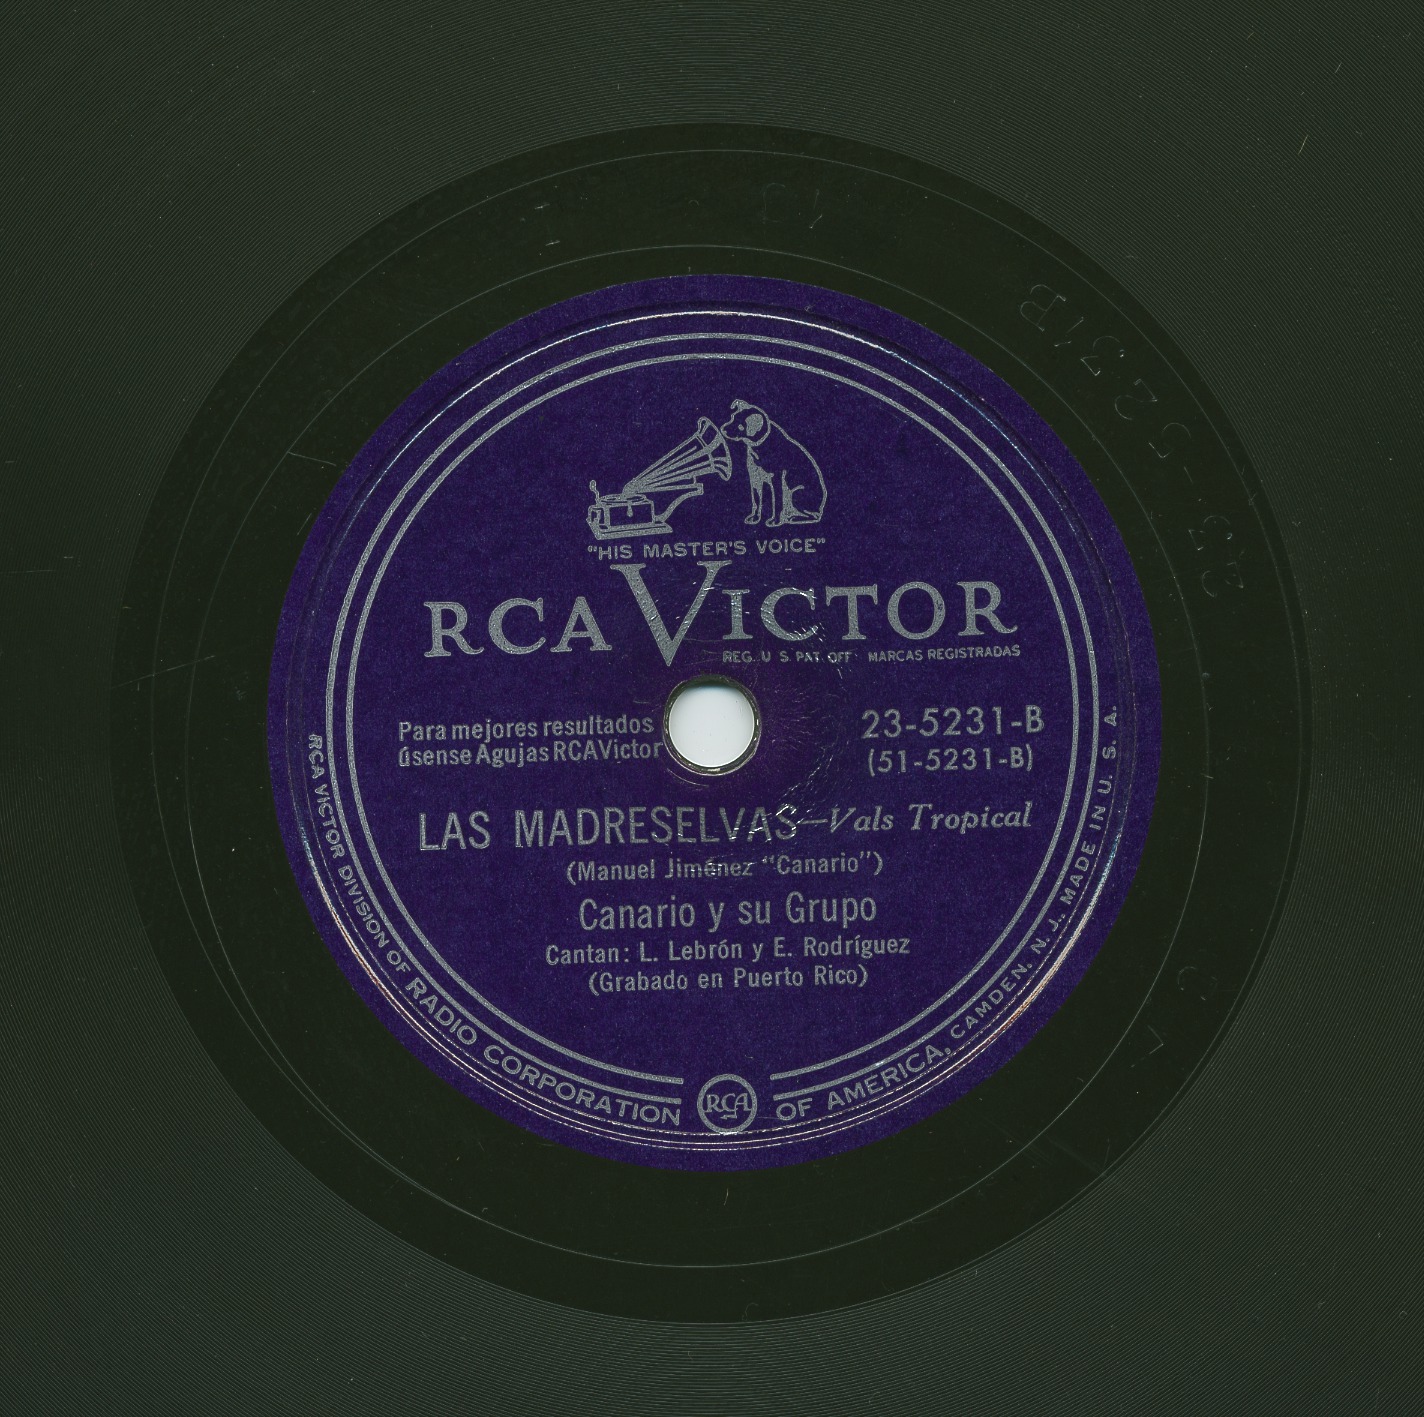 "HIS MASTER'S VOICE"
RCA VICTOR
REG. U S. PAT. OFF MARCAS REGISTRADAS
Para mejores resultados
úsense Agujas RCA Victor
23-5231-B
(51-5231-B)
LAS MADRESELVAS—Vals Tropical
(Manuel Jiménez "Canario")
Canario y su Grupo
Cantan: L. Lebrón y E. Rodríguez
(Grabado en Puerto Rico)
RCA VICTOR DIVISION OF RADIO CORPORATION OF AMERICA, CAMDEN, N. J.. MADE IN U. S. A.
RCA
23-5231B